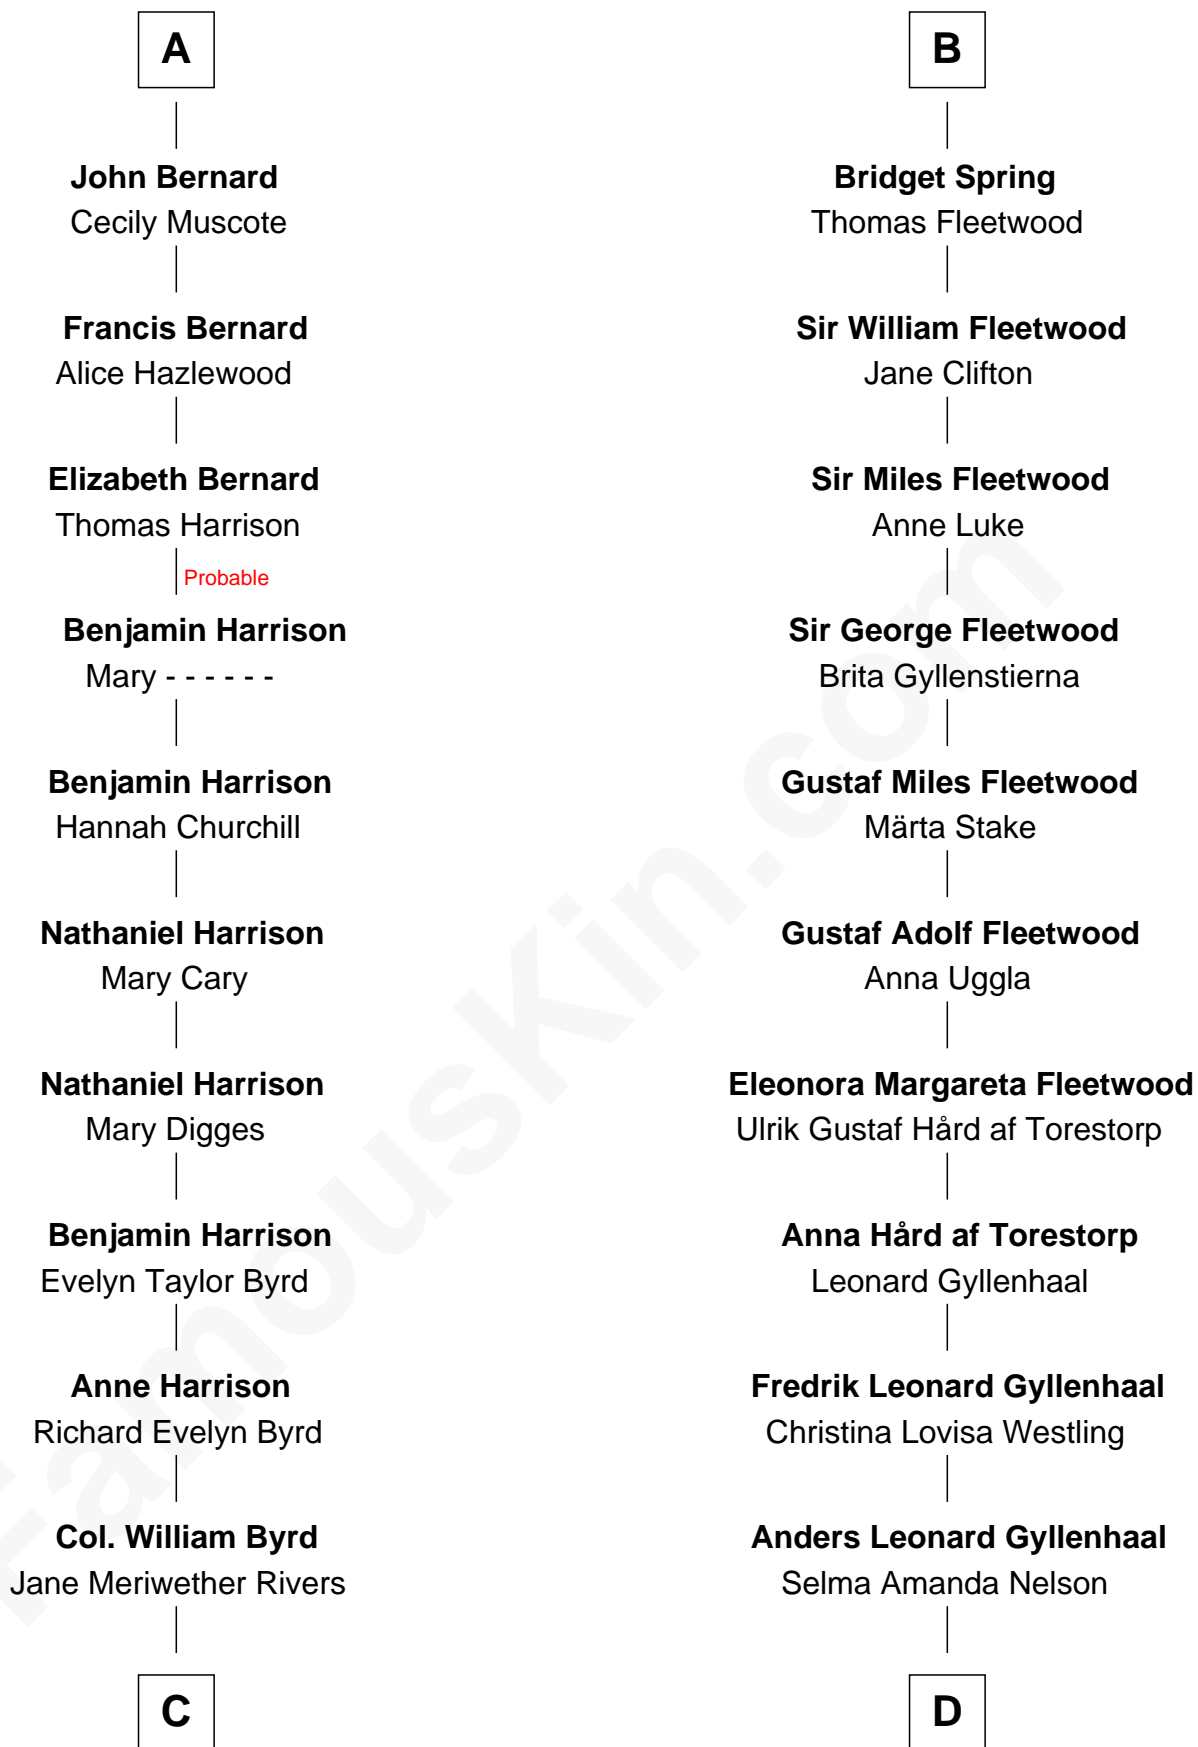 A
John Bernard
Cecily Muscote
Francis Bernard
Alice Hazlewood
Elizabeth Bernard
Thomas Harrison
Probable
Benjamin Harrison
Mary - - - - - -
Benjamin Harrison
Hannah Churchill
Nathaniel Harrison
Mary Cary
Nathaniel Harrison
Mary Digges
Benjamin Harrison
Evelyn Taylor Byrd
Anne Harrison
Richard Evelyn Byrd
Col. William Byrd
Jane Meriwether Rivers
C
B
Bridget Spring
Thomas Fleetwood
Sir William Fleetwood
Jane Clifton
Sir Miles Fleetwood
Anne Luke
Sir George Fleetwood
Brita Gyllenstierna
Gustaf Miles Fleetwood
Märta Stake
Gustaf Adolf Fleetwood
Anna Uggla
Eleonora Margareta Fleetwood
Ulrik Gustaf Hård af Torestorp
Anna Hård af Torestorp
Leonard Gyllenhaal
Fredrik Leonard Gyllenhaal
Christina Lovisa Westling
Anders Leonard Gyllenhaal
Selma Amanda Nelson
D
FamousKin.com